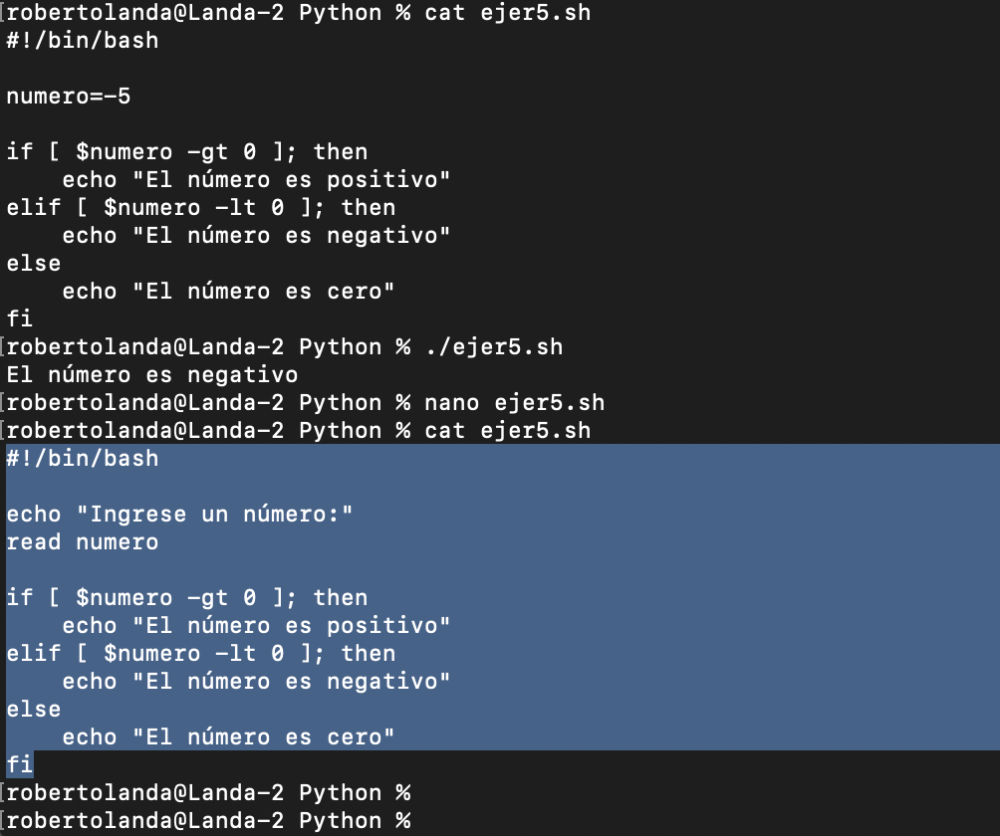 [robertolanda@Landa-2 Python % cat ejer5.sh
#!/bin/bash

numero=-5

if [ $numero -gt 0 ]; then
    echo "El número es positivo"
elif [ $numero -lt 0 ]; then
    echo "El número es negativo"
else
    echo "El número es cero"
fi
[robertolanda@Landa-2 Python % ./ejer5.sh
El número es negativo
[robertolanda@Landa-2 Python % nano ejer5.sh
[robertolanda@Landa-2 Python % cat ejer5.sh
#!/bin/bash

echo "Ingrese un número:"
read numero

if [ $numero -gt 0 ]; then
    echo "El número es positivo"
elif [ $numero -lt 0 ]; then
    echo "El número es negativo"
else
    echo "El número es cero"
fi
[robertolanda@Landa-2 Python %
[robertolanda@Landa-2 Python %